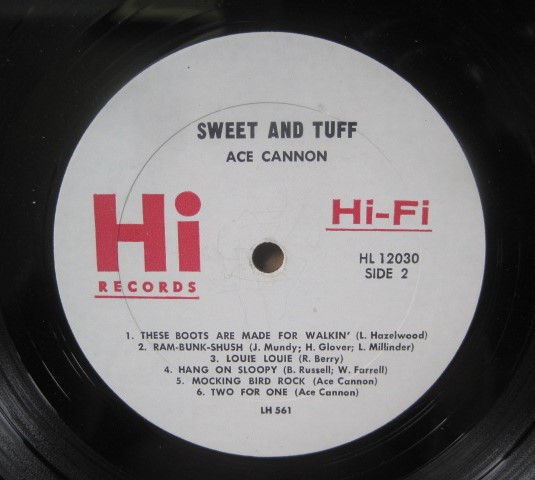 SWEET AND TUFF
ACE CANNON
Hi
RECORDS
Hi-Fi
HL 12030
SIDE 2
1. THESE BOOTS ARE MADE FOR WALKIN' (L. Hazelwood)
2. RAM-BUNK-SHUSH (J. Mundy; H. Glover; L. Millinder)
3. LOUIE LOUIE (R. Berry)
4. HANG ON SLOOPY (B. Russell; W. Farrell)
5. MOCKING BIRD ROCK (Ace Cannon)
6. TWO FOR ONE (Ace Cannon)
LH 561